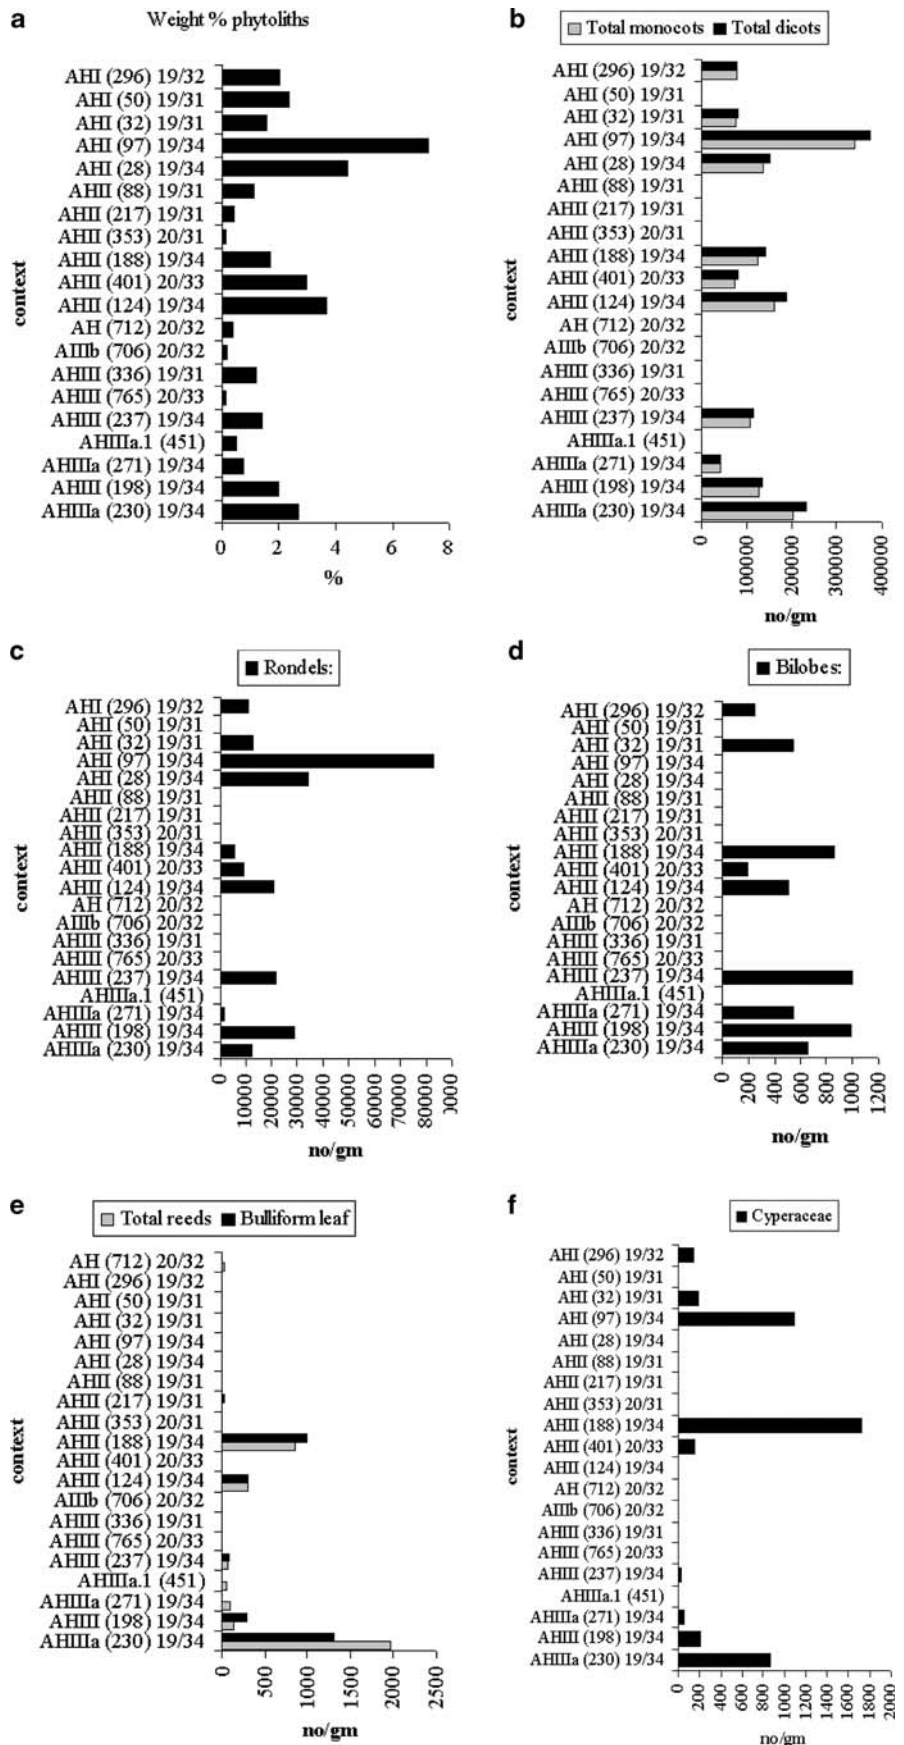 a
Weight % phytoliths
context
AHI (296) 19/32
AHI (50) 19/31
AHI (32) 19/31
AHI (97) 19/34
AHI (28) 19/34
AHII (88) 19/31
AHII (217) 19/31
AHII (353) 20/31
AHII (188) 19/34
AHII (401) 20/33
AHII (124) 19/34
AH (712) 20/32
AIIIb (706) 20/32
AHIII (336) 19/31
AHIII (765) 20/33
AHIII (237) 19/34
AHIIIa.1 (451)
AHIIIa (271) 19/34
AHIII (198) 19/34
AHIIIa (230) 19/34
0 2 4 6 8
%
b
Total monocots Total dicots
context
AHI (296) 19/32
AHI (50) 19/31
AHI (32) 19/31
AHI (97) 19/34
AHI (28) 19/34
AHII (88) 19/31
AHII (217) 19/31
AHII (353) 20/31
AHII (188) 19/34
AHII (401) 20/33
AHII (124) 19/34
AH (712) 20/32
AIIIb (706) 20/32
AHIII (336) 19/31
AHIII (765) 20/33
AHIII (237) 19/34
AHIIIa.1 (451)
AHIIIa (271) 19/34
AHIII (198) 19/34
AHIIIa (230) 19/34
0 1000000 2000000 3000000 4000000
no/gm
c
Rondels:
context
AHI (296) 19/32
AHI (50) 19/31
AHI (32) 19/31
AHI (97) 19/34
AHI (28) 19/34
AHII (88) 19/31
AHII (217) 19/31
AHII (353) 20/31
AHII (188) 19/34
AHII (401) 20/33
AHII (124) 19/34
AH (712) 20/32
AIIIb (706) 20/32
AHIII (336) 19/31
AHIII (765) 20/33
AHIII (237) 19/34
AHIIIa.1 (451)
AHIIIa (271) 19/34
AHIII (198) 19/34
AHIIIa (230) 19/34
0 10000 20000 30000 40000 50000 60000 70000 80000 )000
no/gm
d
Bilobes:
context
AHI (296) 19/32
AHI (50) 19/31
AHI (32) 19/31
AHI (97) 19/34
AHI (28) 19/34
AHII (88) 19/31
AHII (217) 19/31
AHII (353) 20/31
AHII (188) 19/34
AHII (401) 20/33
AHII (124) 19/34
AH (712) 20/32
AIIIb (706) 20/32
AHIII (336) 19/31
AHIII (765) 20/33
AHIII (237) 19/34
AHIIIa.1 (451)
AHIIIa (271) 19/34
AHIII (198) 19/34
AHIIIa (230) 19/34
0 200 400 600 800 1000 1200
no/gm
e
Total reeds Bulliform leaf
context
AH (712) 20/32
AHI (296) 19/32
AHI (50) 19/31
AHI (32) 19/31
AHI (97) 19/34
AHI (28) 19/34
AHII (88) 19/31
AHII (217) 19/31
AHII (353) 20/31
AHII (188) 19/34
AHII (401) 20/33
AHII (124) 19/34
AIIIb (706) 20/32
AHIII (336) 19/31
AHIII (765) 20/33
AHIII (237) 19/34
AHIIIa.1 (451)
AHIIIa (271) 19/34
AHIII (198) 19/34
AHIIIa (230) 19/34
0 500 1000 1500 2000 2500
no/gm
f
Cyperaceae
context
AHI (296) 19/32
AHI (50) 19/31
AHI (32) 19/31
AHI (97) 19/34
AHI (28) 19/34
AHII (88) 19/31
AHII (217) 19/31
AHII (353) 20/31
AHII (188) 19/34
AHII (401) 20/33
AHII (124) 19/34
AH (712) 20/32
AIIIb (706) 20/32
AHIII (336) 19/31
AHIII (765) 20/33
AHIII (237) 19/34
AHIIIa.1 (451)
AHIIIa (271) 19/34
AHIII (198) 19/34
AHIIIa (230) 19/34
0 200 400 600 800 1000 1200 1400 1600 1800 2000
no/gm